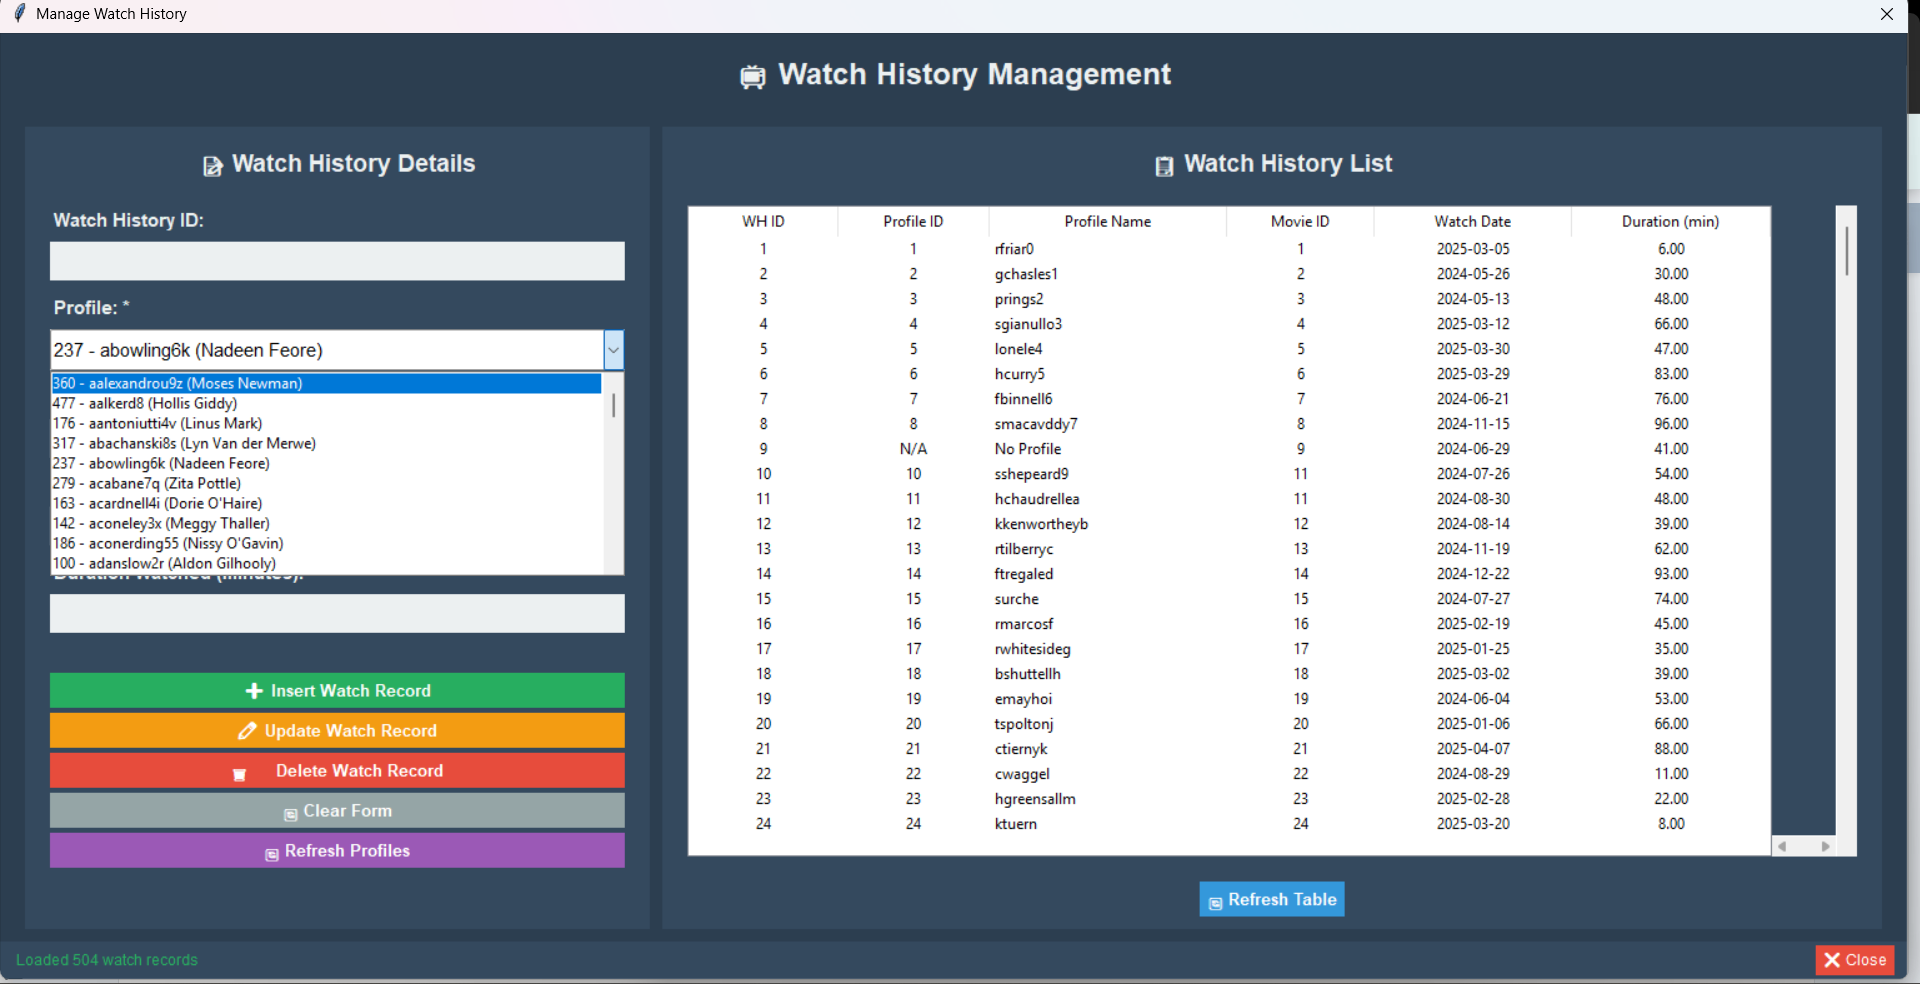 Manage Watch History
Watch History Management
Watch History Details
Watch History ID:
Profile: *
237 - abowling6k (Nadeen Feore)
360 - aalexandrou9z (Moses Newman)
477 - aalkerd8 (Hollis Giddy)
176 - aantoniutti4v (Linus Mark)
317 - abachanski8s (Lyn Van der Merwe)
237 - abowling6k (Nadeen Feore)
279 - acabane7q (Zita Pottle)
163 - acardnell4i (Dorie O'Haire)
142 - aconeley3x (Meggy Thaller)
186 - aconerding55 (Nissy O'Gavin)
100 - adanslow2r (Aldon Gilhooly)
Duration Watched (minutes):
Insert Watch Record
Update Watch Record
Delete Watch Record
Clear Form
Refresh Profiles
Watch History List
WH ID Profile ID Profile Name Movie ID Watch Date Duration (min)
1 1 rfriar0 1 2025-03-05 6.00
2 2 gchasles1 2 2024-05-26 30.00
3 3 prings2 3 2024-05-13 48.00
4 4 sgianullo3 4 2025-03-12 66.00
5 5 lonele4 5 2025-03-30 47.00
6 6 hcurry5 6 2025-03-29 83.00
7 7 fbinnell6 7 2024-06-21 76.00
8 8 smacavddy7 8 2024-11-15 96.00
9 N/A No Profile 9 2024-06-29 41.00
10 10 sshepeard9 11 2024-07-26 54.00
11 11 hchaudrellea 11 2024-08-30 48.00
12 12 kkenwortheyb 12 2024-08-14 39.00
13 13 rtilberryc 13 2024-11-19 62.00
14 14 ftregaled 14 2024-12-22 93.00
15 15 surche 15 2024-07-27 74.00
16 16 rmarcosf 16 2025-02-19 45.00
17 17 rwhitesideg 17 2025-01-25 35.00
18 18 bshuttellh 18 2025-03-02 39.00
19 19 emayhoi 19 2024-06-04 53.00
20 20 tspoltonj 20 2025-01-06 66.00
21 21 ctiernyk 21 2025-04-07 88.00
22 22 cwaggel 22 2024-08-29 11.00
23 23 hgreensallm 23 2025-02-28 22.00
24 24 ktuern 24 2025-03-20 8.00
Refresh Table
Loaded 504 watch records
Close